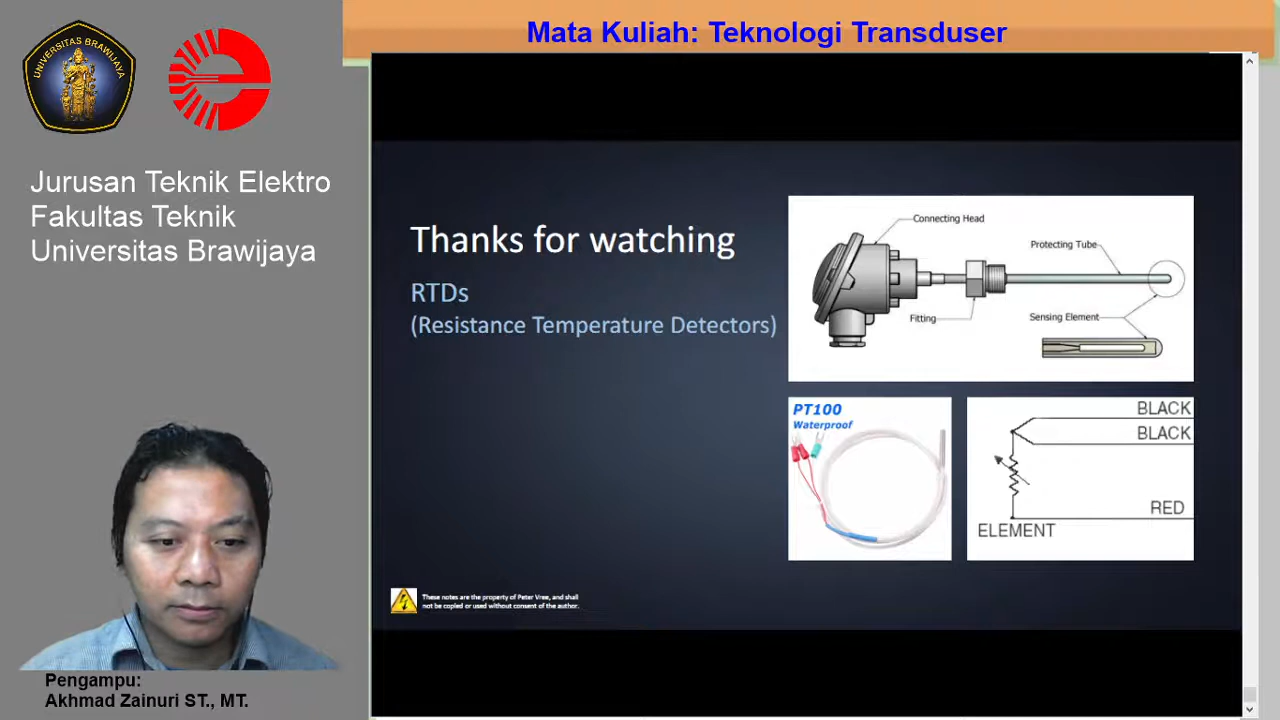 Mata Kuliah: Teknologi Transduser
UNIVERSITAS BRAWIJAYA
Jurusan Teknik Elektro
Fakultas Teknik
Universitas Brawijaya
Thanks for watching
RTDs
(Resistance Temperature Detectors)
Connecting Head
Protecting Tube
Fitting
Sensing Element
PT100
Waterproof
BLACK
BLACK
RED
ELEMENT
These notes are the property of Peter Vree, and shall
not be copied or used without consent of the author.
Pengampu:
Akhmad Zainuri ST., MT.